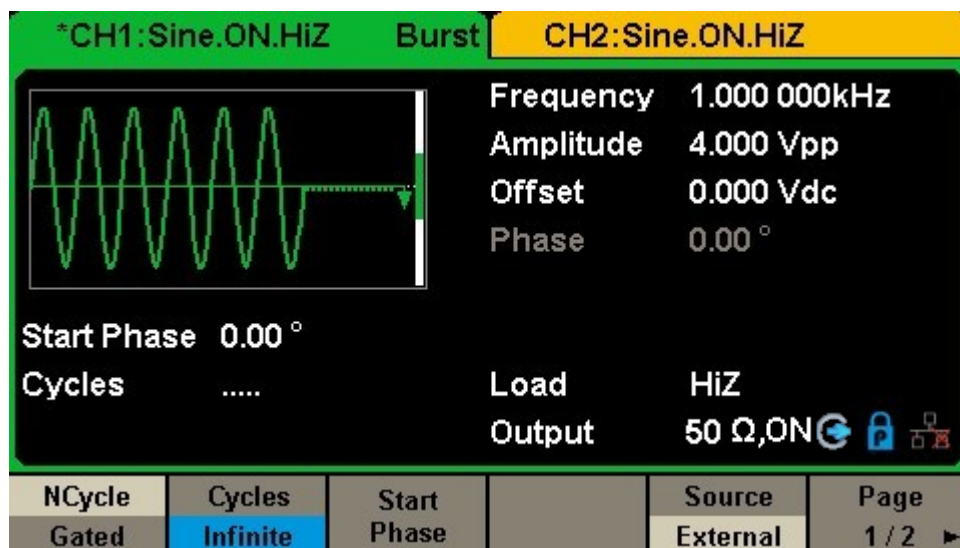 *CH1:Sine.ON.HiZ Burst CH2:Sine.ON.HiZ
Frequency 1.000 000kHz
Amplitude 4.000 Vpp
Offset 0.000 Vdc
Phase 0.00 °
Start Phase 0.00 °
Cycles .....
Load HiZ
Output 50 Ω,ON P
NCycle Cycles Start Source Page
Gated Infinite Phase External 1 / 2 ►